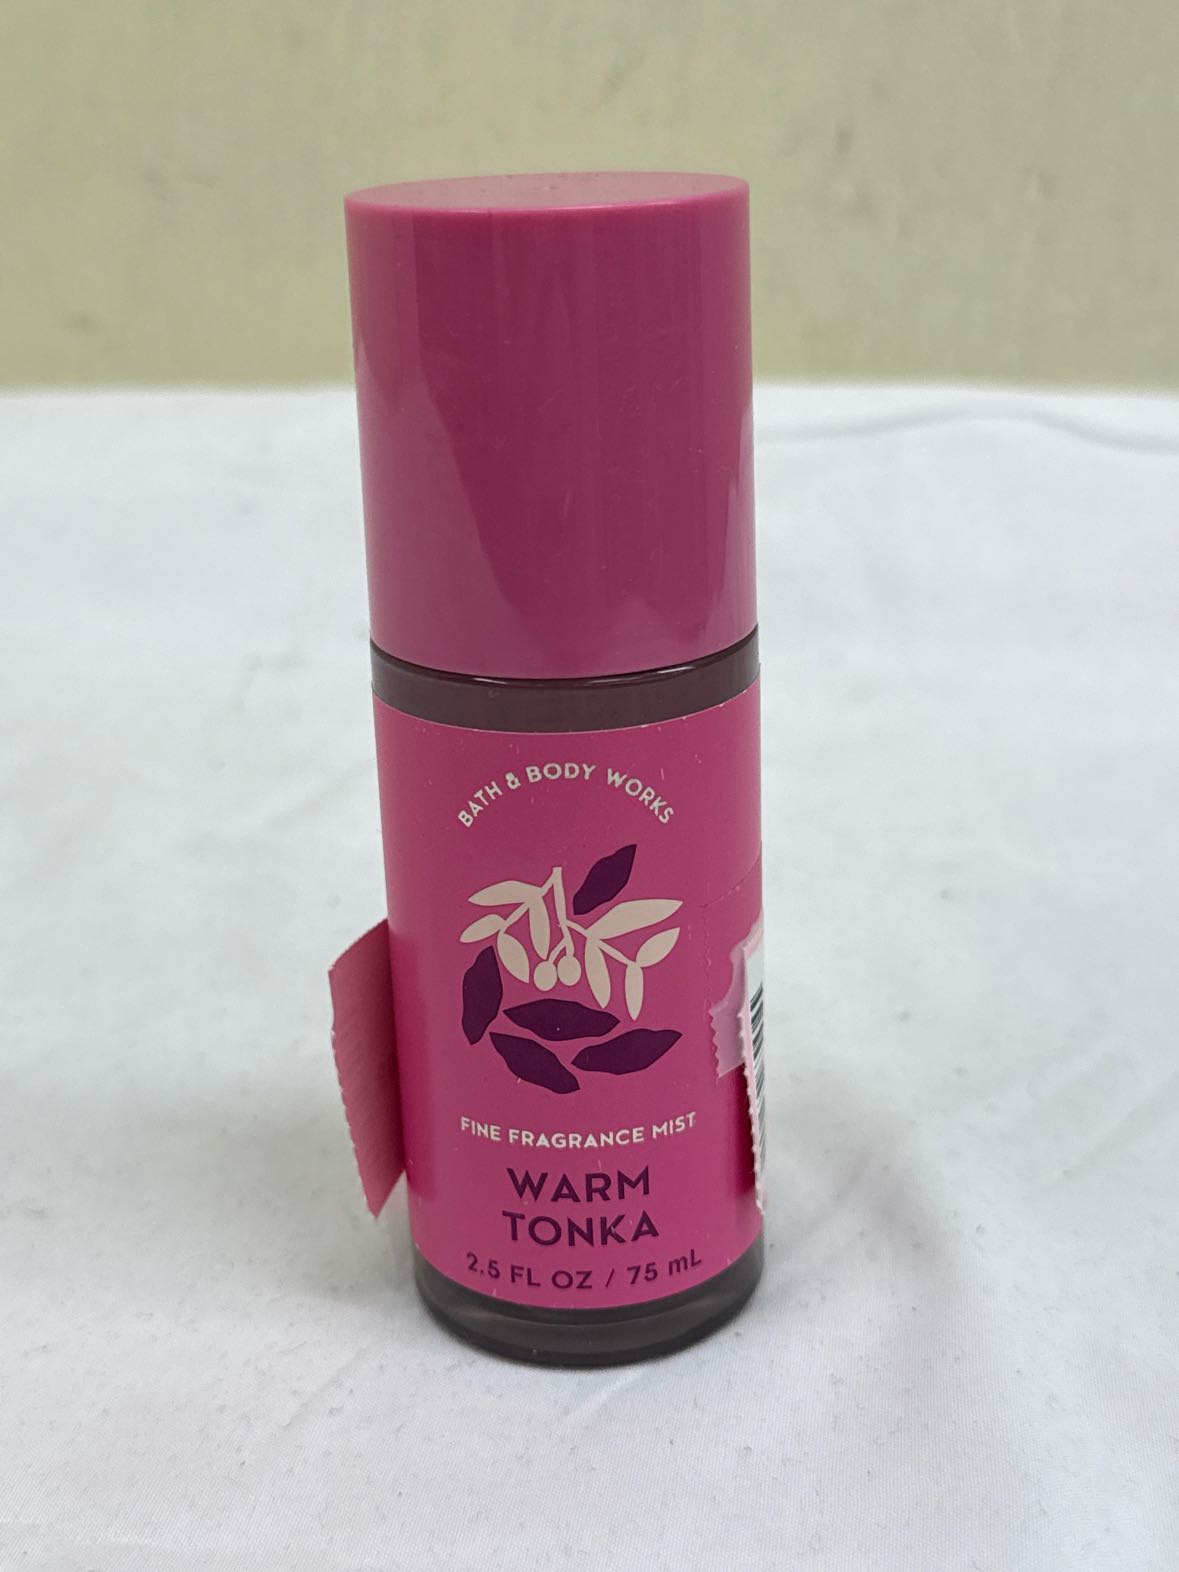 BATH & BODY WORKS
FINE FRAGRANCE MIST
WARM
TONKA
2.5 FL OZ / 75 mL